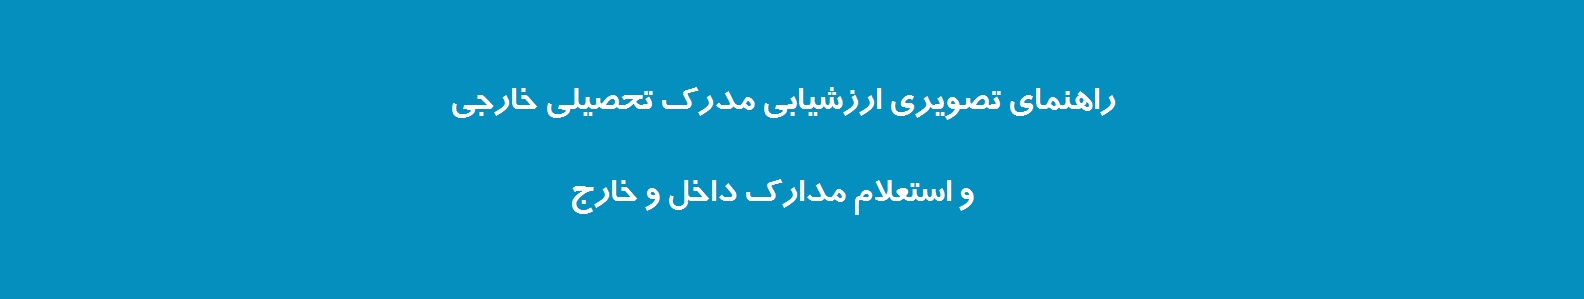 راهنمای تصویری ارزشیابی مدرک تحصیلی خارجی
و استعلام مدارک داخل و خارج